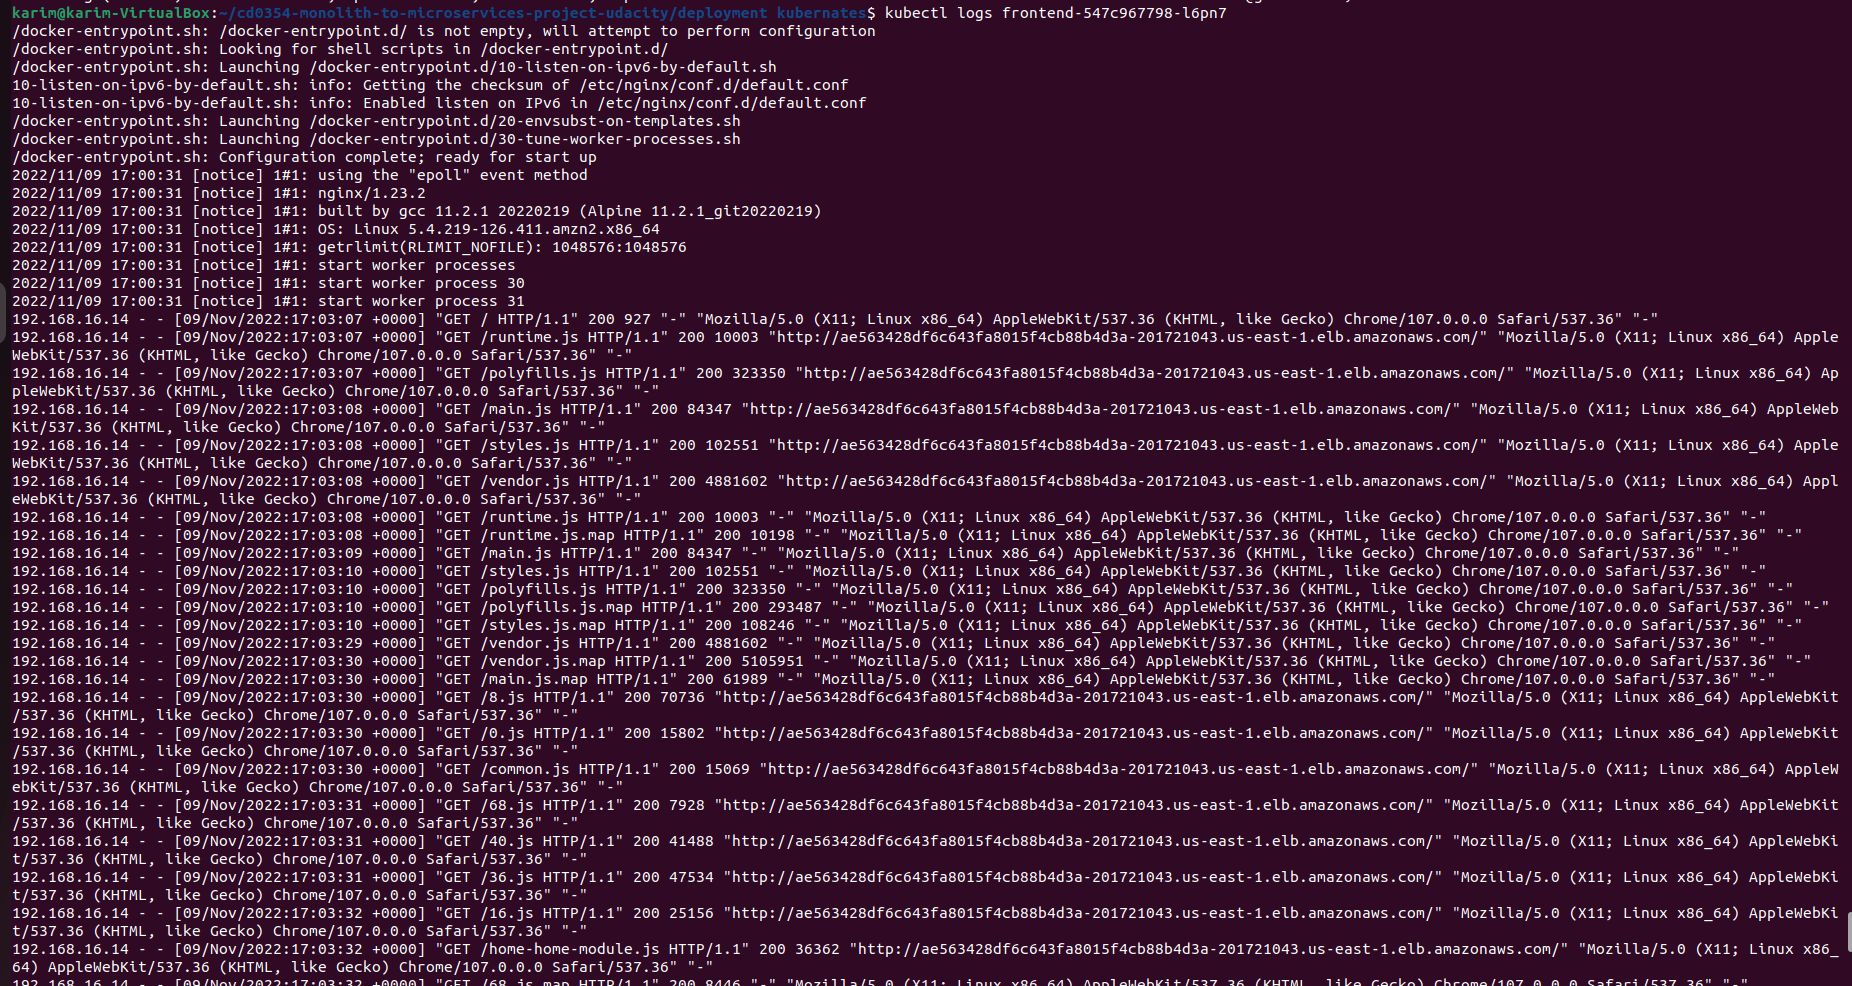 karim@karim-VirtualBox:~/cd0354-monolith-to-microservices-project-udacity/deployment kubernates$ kubectl logs frontend-547c967798-l6pn7
/docker-entrypoint.sh: /docker-entrypoint.d/ is not empty, will attempt to perform configuration
/docker-entrypoint.sh: Looking for shell scripts in /docker-entrypoint.d/
/docker-entrypoint.sh: Launching /docker-entrypoint.d/10-listen-on-ipv6-by-default.sh
10-listen-on-ipv6-by-default.sh: info: Getting the checksum of /etc/nginx/conf.d/default.conf
10-listen-on-ipv6-by-default.sh: info: Enabled listen on IPv6 in /etc/nginx/conf.d/default.conf
/docker-entrypoint.sh: Launching /docker-entrypoint.d/20-envsubst-on-templates.sh
/docker-entrypoint.sh: Launching /docker-entrypoint.d/30-tune-worker-processes.sh
/docker-entrypoint.sh: Configuration complete; ready for start up
2022/11/09 17:00:31 [notice] 1#1: using the "epoll" event method
2022/11/09 17:00:31 [notice] 1#1: nginx/1.23.2
2022/11/09 17:00:31 [notice] 1#1: built by gcc 11.2.1 20220219 (Alpine 11.2.1_git20220219)
2022/11/09 17:00:31 [notice] 1#1: OS: Linux 5.4.219-126.411.amzn2.x86_64
2022/11/09 17:00:31 [notice] 1#1: getrlimit(RLIMIT_NOFILE): 1048576:1048576
2022/11/09 17:00:31 [notice] 1#1: start worker processes
2022/11/09 17:00:31 [notice] 1#1: start worker process 30
2022/11/09 17:00:31 [notice] 1#1: start worker process 31
192.168.16.14 - - [09/Nov/2022:17:03:07 +0000] "GET / HTTP/1.1" 200 927 "-" "Mozilla/5.0 (X11; Linux x86_64) AppleWebKit/537.36 (KHTML, like Gecko) Chrome/107.0.0.0 Safari/537.36" "-"
192.168.16.14 - - [09/Nov/2022:17:03:07 +0000] "GET /runtime.js HTTP/1.1" 200 10003 "http://ae563428df6c643fa8015f4cb88b4d3a-201721043.us-east-1.elb.amazonaws.com/" "Mozilla/5.0 (X11; Linux x86_64) Apple
WebKit/537.36 (KHTML, like Gecko) Chrome/107.0.0.0 Safari/537.36" "-"
192.168.16.14 - - [09/Nov/2022:17:03:07 +0000] "GET /polyfills.js HTTP/1.1" 200 323350 "http://ae563428df6c643fa8015f4cb88b4d3a-201721043.us-east-1.elb.amazonaws.com/" "Mozilla/5.0 (X11; Linux x86_64) Ap
pleWebKit/537.36 (KHTML, like Gecko) Chrome/107.0.0.0 Safari/537.36" "-"
192.168.16.14 - - [09/Nov/2022:17:03:08 +0000] "GET /main.js HTTP/1.1" 200 84347 "http://ae563428df6c643fa8015f4cb88b4d3a-201721043.us-east-1.elb.amazonaws.com/" "Mozilla/5.0 (X11; Linux x86_64) AppleWeb
Kit/537.36 (KHTML, like Gecko) Chrome/107.0.0.0 Safari/537.36" "-"
192.168.16.14 - - [09/Nov/2022:17:03:08 +0000] "GET /styles.js HTTP/1.1" 200 102551 "http://ae563428df6c643fa8015f4cb88b4d3a-201721043.us-east-1.elb.amazonaws.com/" "Mozilla/5.0 (X11; Linux x86_64) Apple
WebKit/537.36 (KHTML, like Gecko) Chrome/107.0.0.0 Safari/537.36" "-"
192.168.16.14 - - [09/Nov/2022:17:03:08 +0000] "GET /vendor.js HTTP/1.1" 200 4881602 "http://ae563428df6c643fa8015f4cb88b4d3a-201721043.us-east-1.elb.amazonaws.com/" "Mozilla/5.0 (X11; Linux x86_64) Appl
eWebKit/537.36 (KHTML, like Gecko) Chrome/107.0.0.0 Safari/537.36" "-"
192.168.16.14 - - [09/Nov/2022:17:03:08 +0000] "GET /runtime.js HTTP/1.1" 200 10003 "-" "Mozilla/5.0 (X11; Linux x86_64) AppleWebKit/537.36 (KHTML, like Gecko) Chrome/107.0.0.0 Safari/537.36" "-"
192.168.16.14 - - [09/Nov/2022:17:03:08 +0000] "GET /runtime.js.map HTTP/1.1" 200 10198 "-" "Mozilla/5.0 (X11; Linux x86_64) AppleWebKit/537.36 (KHTML, like Gecko) Chrome/107.0.0.0 Safari/537.36" "-"
192.168.16.14 - - [09/Nov/2022:17:03:09 +0000] "GET /main.js HTTP/1.1" 200 84347 "-" "Mozilla/5.0 (X11; Linux x86_64) AppleWebKit/537.36 (KHTML, like Gecko) Chrome/107.0.0.0 Safari/537.36" "-"
192.168.16.14 - - [09/Nov/2022:17:03:10 +0000] "GET /styles.js HTTP/1.1" 200 102551 "-" "Mozilla/5.0 (X11; Linux x86_64) AppleWebKit/537.36 (KHTML, like Gecko) Chrome/107.0.0.0 Safari/537.36" "-"
192.168.16.14 - - [09/Nov/2022:17:03:10 +0000] "GET /polyfills.js HTTP/1.1" 200 323350 "-" "Mozilla/5.0 (X11; Linux x86_64) AppleWebKit/537.36 (KHTML, like Gecko) Chrome/107.0.0.0 Safari/537.36" "-"
192.168.16.14 - - [09/Nov/2022:17:03:10 +0000] "GET /polyfills.js.map HTTP/1.1" 200 293487 "-" "Mozilla/5.0 (X11; Linux x86_64) AppleWebKit/537.36 (KHTML, like Gecko) Chrome/107.0.0.0 Safari/537.36" "-"
192.168.16.14 - - [09/Nov/2022:17:03:10 +0000] "GET /styles.js.map HTTP/1.1" 200 108246 "-" "Mozilla/5.0 (X11; Linux x86_64) AppleWebKit/537.36 (KHTML, like Gecko) Chrome/107.0.0.0 Safari/537.36" "-"
192.168.16.14 - - [09/Nov/2022:17:03:29 +0000] "GET /vendor.js HTTP/1.1" 200 4881602 "-" "Mozilla/5.0 (X11; Linux x86_64) AppleWebKit/537.36 (KHTML, like Gecko) Chrome/107.0.0.0 Safari/537.36" "-"
192.168.16.14 - - [09/Nov/2022:17:03:30 +0000] "GET /vendor.js.map HTTP/1.1" 200 5105951 "-" "Mozilla/5.0 (X11; Linux x86_64) AppleWebKit/537.36 (KHTML, like Gecko) Chrome/107.0.0.0 Safari/537.36" "-"
192.168.16.14 - - [09/Nov/2022:17:03:30 +0000] "GET /main.js.map HTTP/1.1" 200 61989 "-" "Mozilla/5.0 (X11; Linux x86_64) AppleWebKit/537.36 (KHTML, like Gecko) Chrome/107.0.0.0 Safari/537.36" "-"
192.168.16.14 - - [09/Nov/2022:17:03:30 +0000] "GET /8.js HTTP/1.1" 200 70736 "http://ae563428df6c643fa8015f4cb88b4d3a-201721043.us-east-1.elb.amazonaws.com/" "Mozilla/5.0 (X11; Linux x86_64) AppleWebKit
/537.36 (KHTML, like Gecko) Chrome/107.0.0.0 Safari/537.36" "-"
192.168.16.14 - - [09/Nov/2022:17:03:30 +0000] "GET /0.js HTTP/1.1" 200 15802 "http://ae563428df6c643fa8015f4cb88b4d3a-201721043.us-east-1.elb.amazonaws.com/" "Mozilla/5.0 (X11; Linux x86_64) AppleWebKit
/537.36 (KHTML, like Gecko) Chrome/107.0.0.0 Safari/537.36" "-"
192.168.16.14 - - [09/Nov/2022:17:03:30 +0000] "GET /common.js HTTP/1.1" 200 15069 "http://ae563428df6c643fa8015f4cb88b4d3a-201721043.us-east-1.elb.amazonaws.com/" "Mozilla/5.0 (X11; Linux x86_64) AppleW
ebKit/537.36 (KHTML, like Gecko) Chrome/107.0.0.0 Safari/537.36" "-"
192.168.16.14 - - [09/Nov/2022:17:03:31 +0000] "GET /68.js HTTP/1.1" 200 7928 "http://ae563428df6c643fa8015f4cb88b4d3a-201721043.us-east-1.elb.amazonaws.com/" "Mozilla/5.0 (X11; Linux x86_64) AppleWebKit
/537.36 (KHTML, like Gecko) Chrome/107.0.0.0 Safari/537.36" "-"
192.168.16.14 - - [09/Nov/2022:17:03:31 +0000] "GET /40.js HTTP/1.1" 200 41488 "http://ae563428df6c643fa8015f4cb88b4d3a-201721043.us-east-1.elb.amazonaws.com/" "Mozilla/5.0 (X11; Linux x86_64) AppleWebKi
t/537.36 (KHTML, like Gecko) Chrome/107.0.0.0 Safari/537.36" "-"
192.168.16.14 - - [09/Nov/2022:17:03:31 +0000] "GET /36.js HTTP/1.1" 200 47534 "http://ae563428df6c643fa8015f4cb88b4d3a-201721043.us-east-1.elb.amazonaws.com/" "Mozilla/5.0 (X11; Linux x86_64) AppleWebKi
t/537.36 (KHTML, like Gecko) Chrome/107.0.0.0 Safari/537.36" "-"
192.168.16.14 - - [09/Nov/2022:17:03:32 +0000] "GET /16.js HTTP/1.1" 200 25156 "http://ae563428df6c643fa8015f4cb88b4d3a-201721043.us-east-1.elb.amazonaws.com/" "Mozilla/5.0 (X11; Linux x86_64) AppleWebKi
t/537.36 (KHTML, like Gecko) Chrome/107.0.0.0 Safari/537.36" "-"
192.168.16.14 - - [09/Nov/2022:17:03:32 +0000] "GET /home-home-module.js HTTP/1.1" 200 36362 "http://ae563428df6c643fa8015f4cb88b4d3a-201721043.us-east-1.elb.amazonaws.com/" "Mozilla/5.0 (X11; Linux x86_
64) AppleWebKit/537.36 (KHTML, like Gecko) Chrome/107.0.0.0 Safari/537.36" "-"
192.168.16.14 - - [09/Nov/2022:17:03:32 +0000] "GET /68.js.map HTTP/1.1" 200 8446 "-" "Mozilla/5.0 (X11; Linux x86_64) AppleWebKit/537.36 (KHTML, like Gecko) Chrome/107.0.0.0 Safari/537.36" "-"